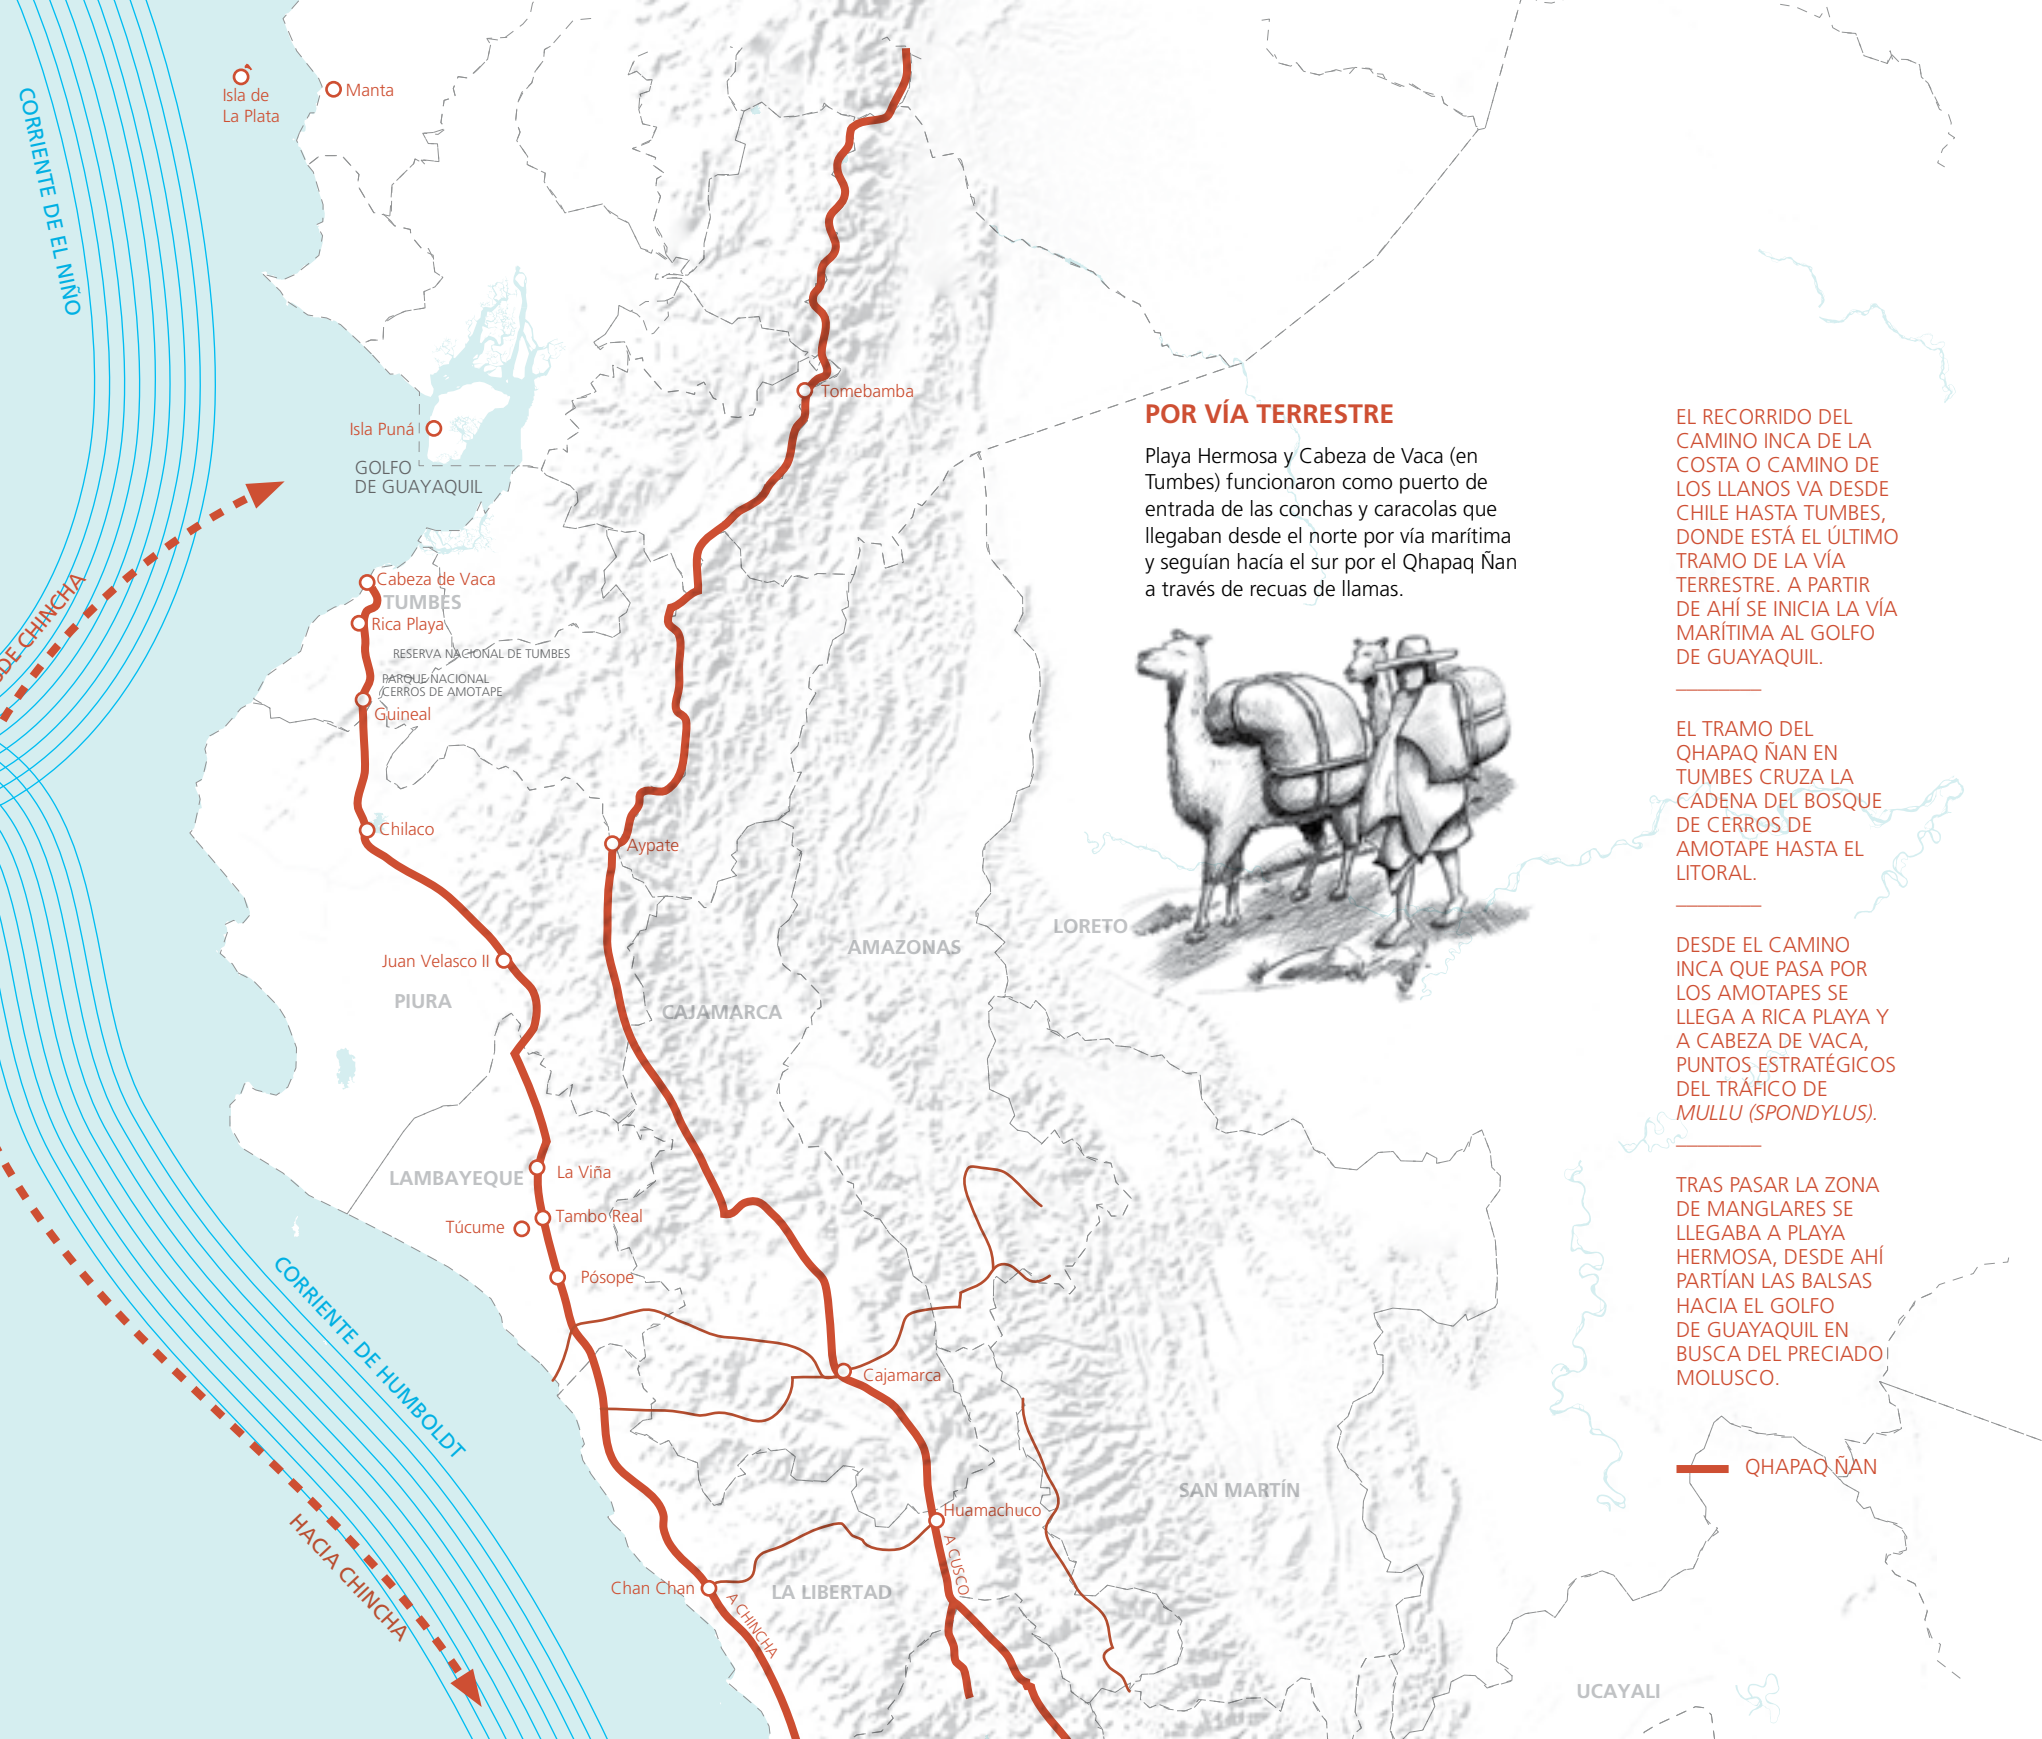 CORRIENTE DE EL NIÑO
Isla de
La Plata
Manta
Tomebamba
Isla Puná
GOLFO
DE GUAYAQUIL
Cabeza de Vaca
TUMBES
Rica Playa
RESERVA NACIONAL DE TUMBES
PARQUE NACIONAL
CERROS DE AMOTAPE
Guineal
DE CHINCHA
Chilaco
Aypate
Juan Velasco II
PIURA
CAJAMARCA
AMAZONAS
LORETO
LAMBAYEQUE
La Viña
Tambo Real
Túcume
Pósope
CORRIENTE DE HUMBOLDT
Cajamarca
HACIA CHINCHA
Huamachuco
A CUSCO
Chan Chan
A CHINCHA
LA LIBERTAD
SAN MARTÍN
UCAYALI
POR VÍA TERRESTRE
Playa Hermosa y Cabeza de Vaca (en
Tumbes) funcionaron como puerto de
entrada de las conchas y caracolas que
llegaban desde el norte por vía marítima
y seguían hacía el sur por el Qhapaq Ñan
a través de recuas de llamas.
EL RECORRIDO DEL
CAMINO INCA DE LA
COSTA O CAMINO DE
LOS LLANOS VA DESDE
CHILE HASTA TUMBES,
DONDE ESTÁ EL ÚLTIMO
TRAMO DE LA VÍA
TERRESTRE. A PARTIR
DE AHÍ SE INICIA LA VÍA
MARÍTIMA AL GOLFO
DE GUAYAQUIL.
EL TRAMO DEL
QHAPAQ ÑAN EN
TUMBES CRUZA LA
CADENA DEL BOSQUE
DE CERROS DE
AMOTAPE HASTA EL
LITORAL.
DESDE EL CAMINO
INCA QUE PASA POR
LOS AMOTAPES SE
LLEGA A RICA PLAYA Y
A CABEZA DE VACA,
PUNTOS ESTRATÉGICOS
DEL TRÁFICO DE
MULLU (SPONDYLUS).
TRAS PASAR LA ZONA
DE MANGLARES SE
LLEGABA A PLAYA
HERMOSA, DESDE AHÍ
PARTÍAN LAS BALSAS
HACIA EL GOLFO
DE GUAYAQUIL EN
BUSCA DEL PRECIADO
MOLUSCO.
QHAPAQ ÑAN